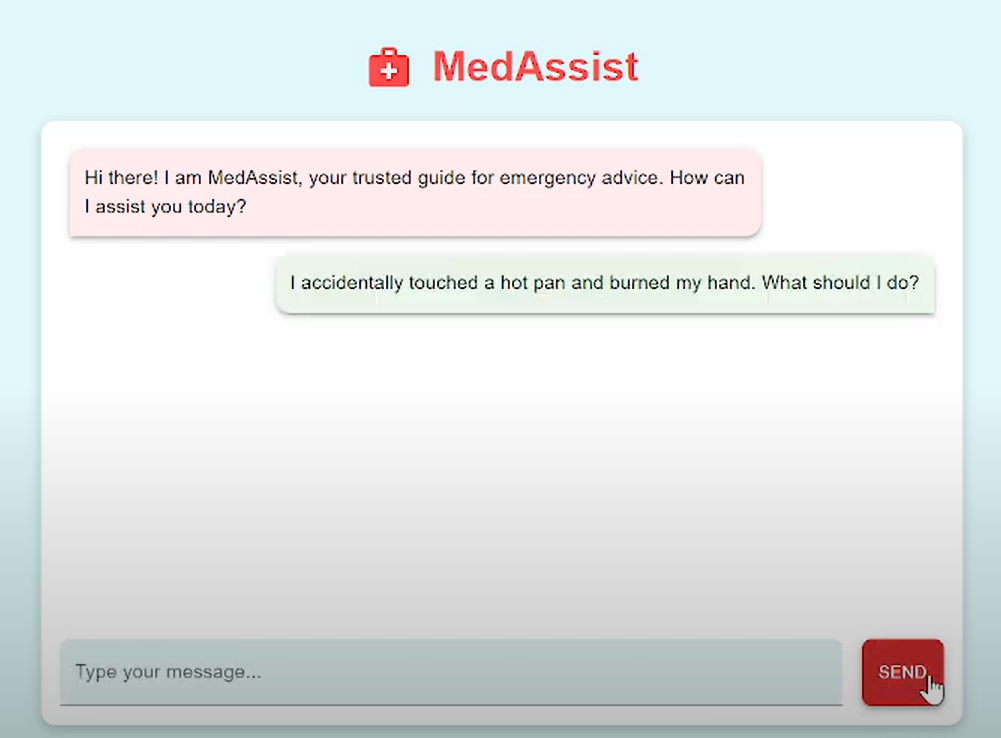 MedAssist
Hi there! I am MedAssist, your trusted guide for emergency advice. How can
I assist you today?
I accidentally touched a hot pan and burned my hand. What should I do?
Type your message...
SEND